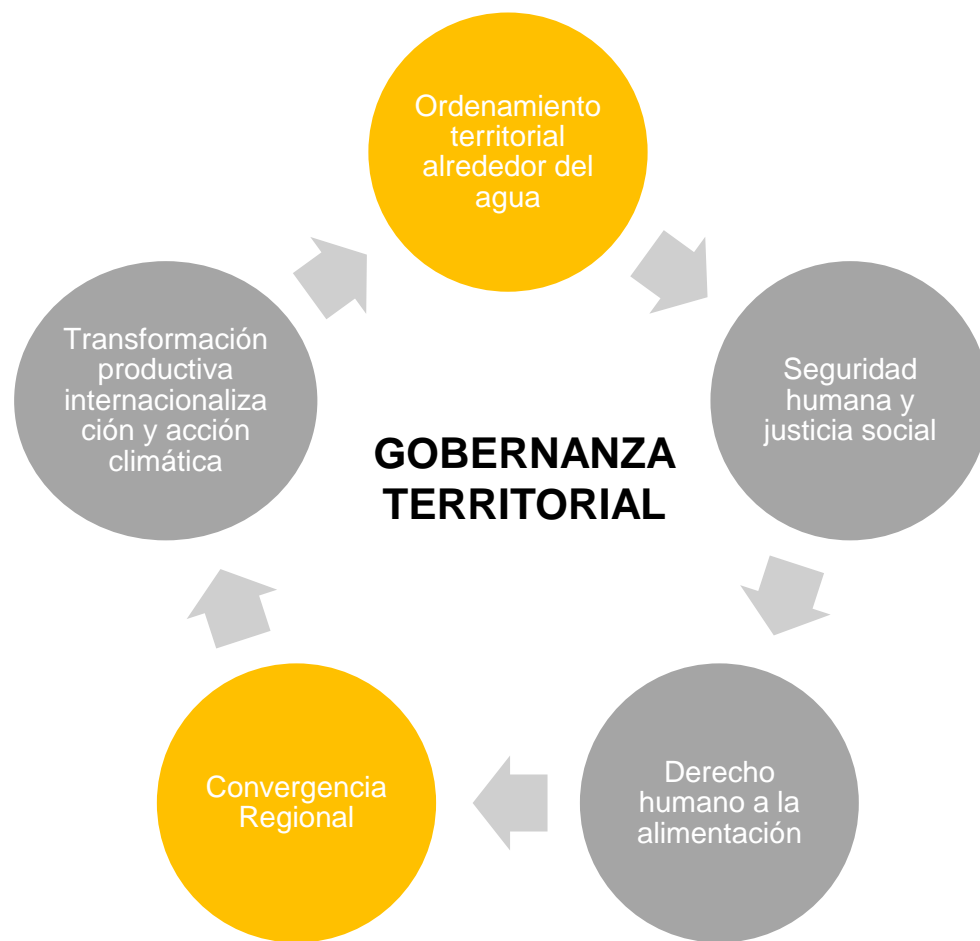 Ordenamiento
territorial
alrededor del
agua
Seguridad
humana y
justicia social
Derecho
humano a la
alimentación
Convergencia
Regional
Transformación
productiva
internacionaliza
ción y acción
climática
GOBERNANZA
TERRITORIAL